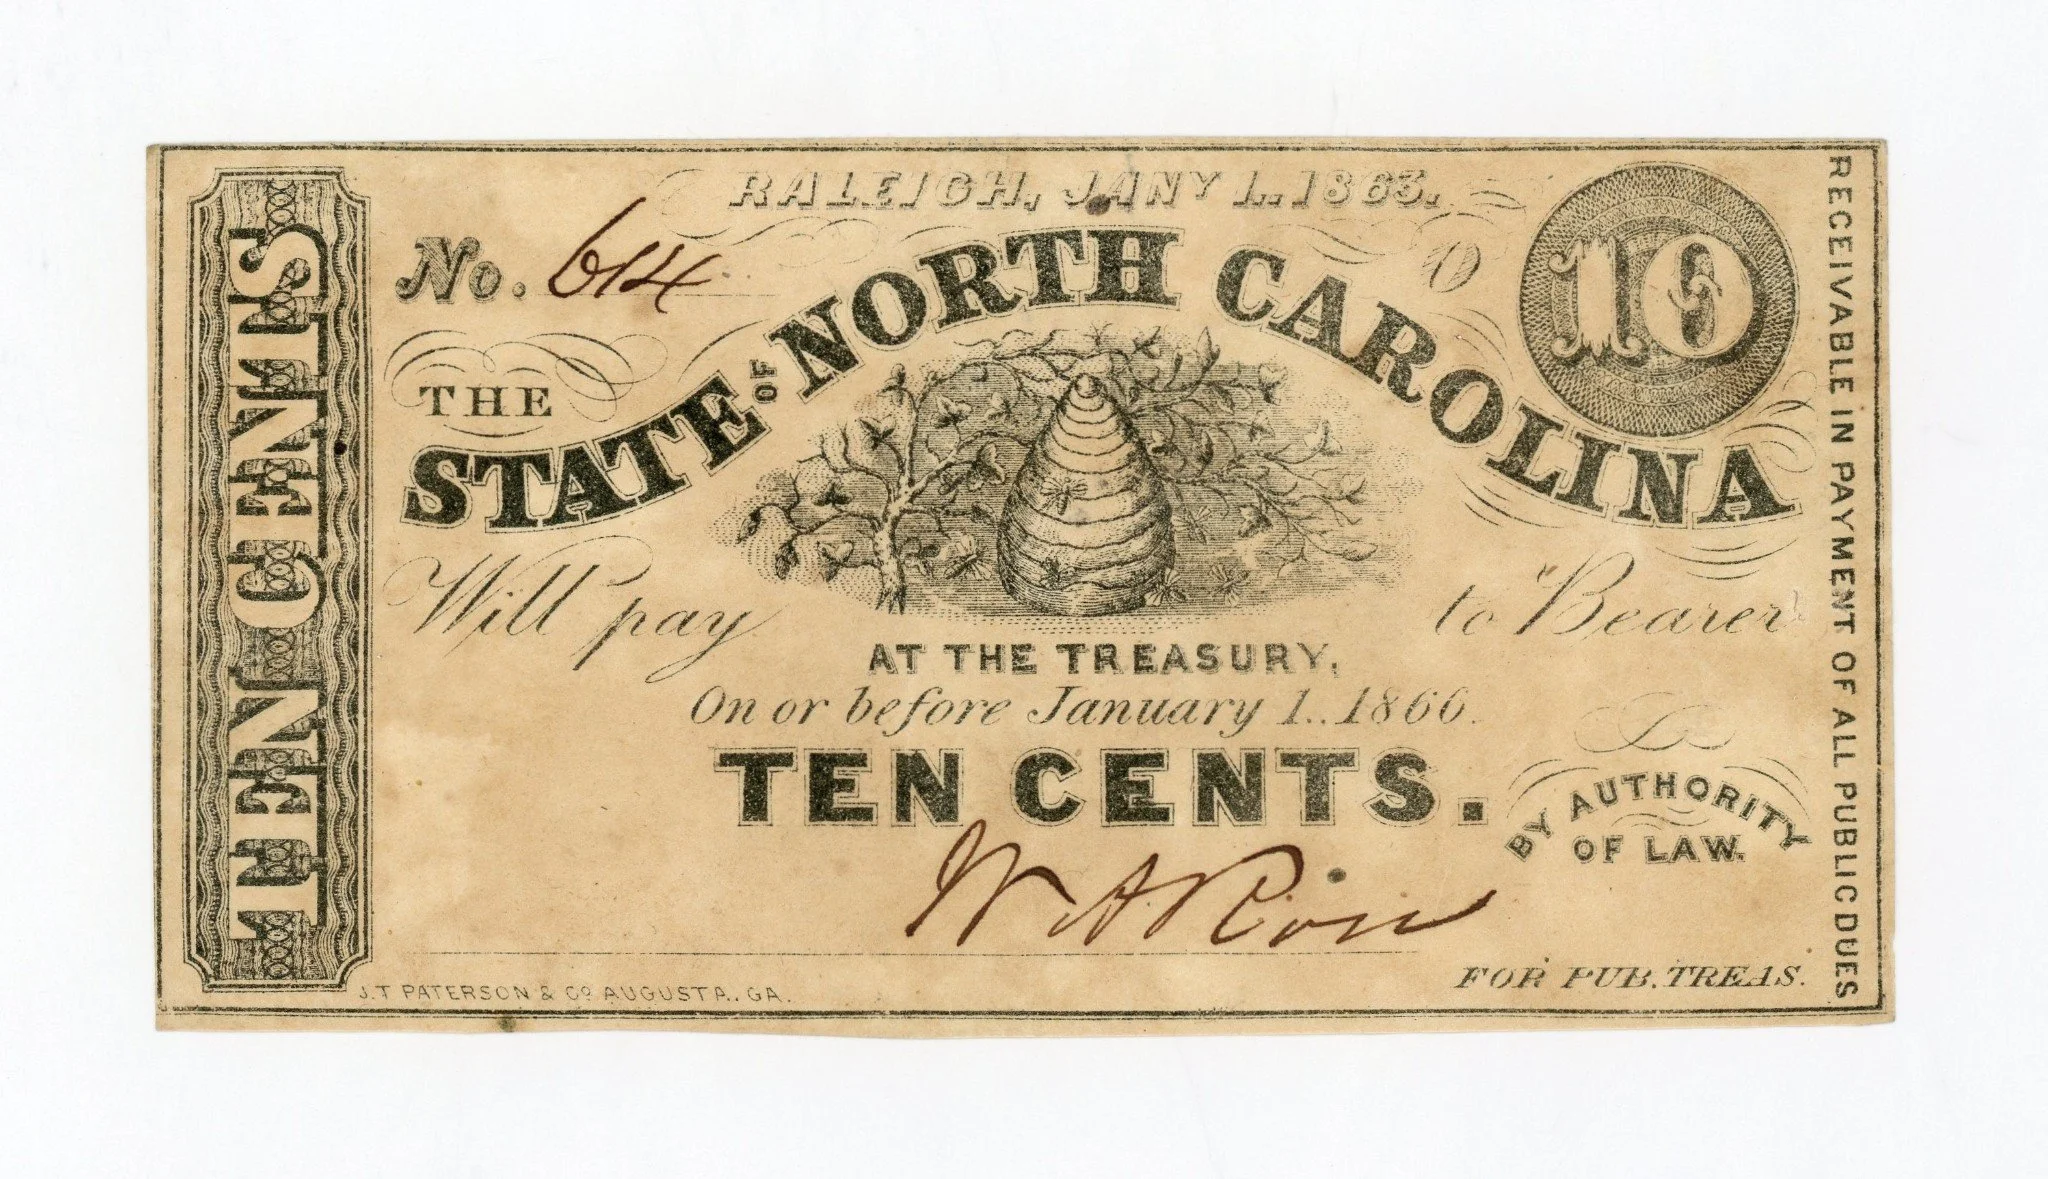 RALEIGH, JANY 1..1863.
No. 614
10
THE
STATE OF NORTH CAROLINA
Will pay to Bearer
AT THE TREASURY,
On or before January 1..1866.
TEN CENTS.
BY AUTHORITY
OF LAW.
FOR PUB. TREAS.
J.T PATERSON & CO AUGUSTA.. GA.
TEN CENTS
RECEIVABLE IN PAYMENT OF ALL PUBLIC DUES